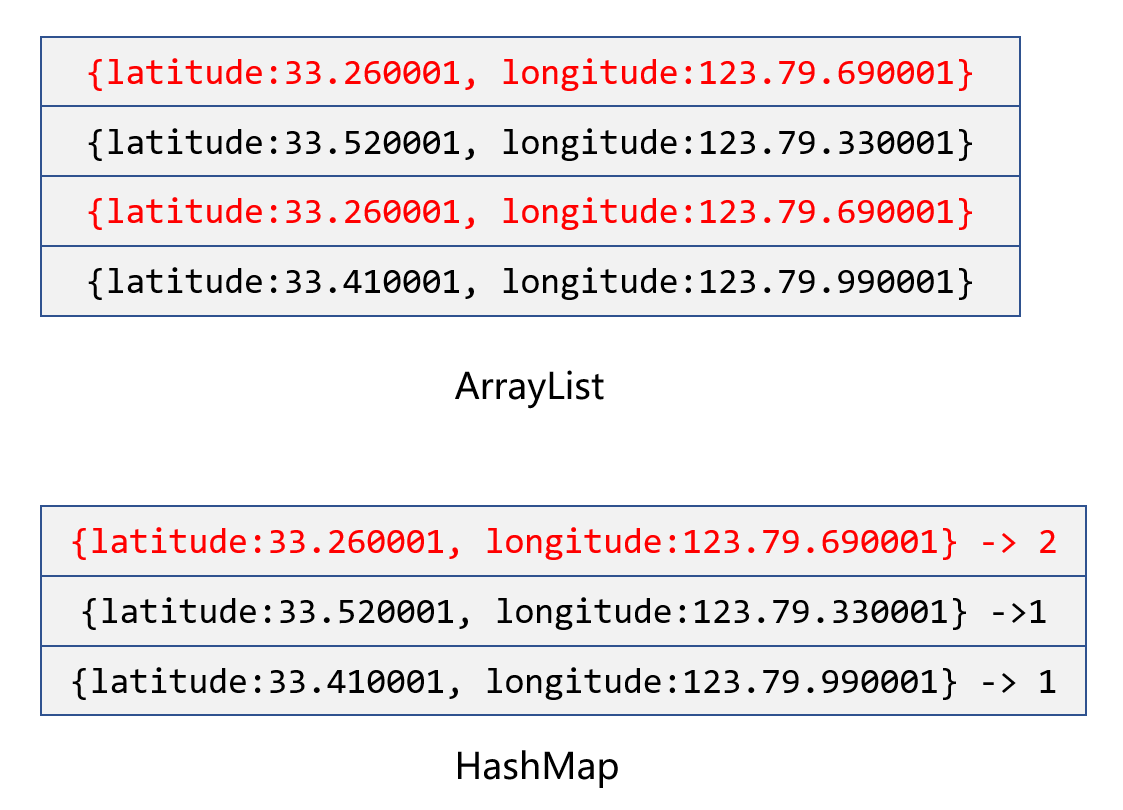 {latitude:33.260001, longitude:123.79.690001}
{latitude:33.520001, longitude:123.79.330001}
{latitude:33.260001, longitude:123.79.690001}
{latitude:33.410001, longitude:123.79.990001}
ArrayList
{latitude:33.260001, longitude:123.79.690001} -> 2
{latitude:33.520001, longitude:123.79.330001} ->1
{latitude:33.410001, longitude:123.79.990001} -> 1
HashMap